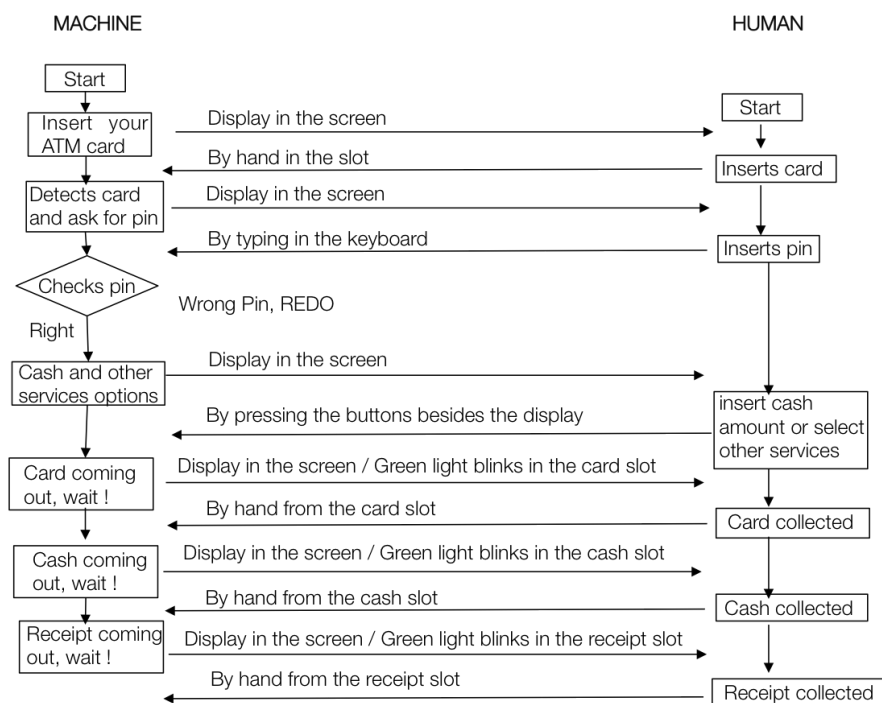 MACHINE
HUMAN
Start
Display in the screen
Start
Insert your
ATM card
By hand in the slot
Inserts card
Detects card
and ask for pin
Display in the screen
By typing in the keyboard
Inserts pin
Checks pin
Wrong Pin, REDO
Right
Display in the screen
Cash and other
services options
insert cash
amount or select
other services
By pressing the buttons besides the display
Card coming
out, wait !
Display in the screen / Green light blinks in the card slot
By hand from the card slot
Card collected
Cash coming
out, wait !
Display in the screen / Green light blinks in the cash slot
By hand from the cash slot
Cash collected
Receipt coming
out, wait !
Display in the screen / Green light blinks in the receipt slot
By hand from the receipt slot
Receipt collected